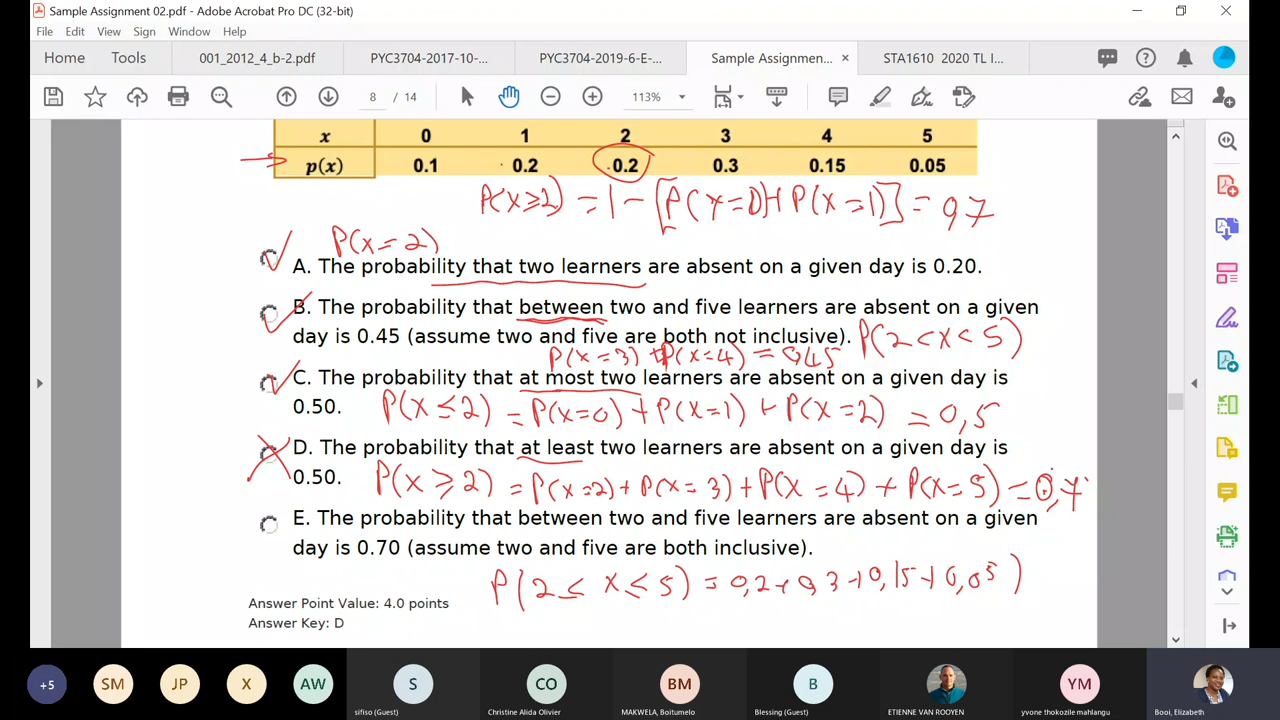 Sample Assignment 02.pdf - Adobe Acrobat Pro DC (32-bit)
File Edit View Sign Window Help
Home Tools 001_2012_4_b-2.pdf PYC3704-2017-10-... PYC3704-2019-6-E-... Sample Assignmen... × STA1610 2020 TL I...
8 / 14 113%
x 0 1 2 3 4 5
p(x) 0.1 0.2 0.2 0.3 0.15 0.05
P(X≥2) = 1 - [P(X=0)+P(X=1)] = 0,7
P(X=2)
A. The probability that two learners are absent on a given day is 0.20.
B. The probability that between two and five learners are absent on a given
day is 0.45 (assume two and five are both not inclusive). P(2<x<5)
P(X=3) + P(X=4) = 0,45
C. The probability that at most two learners are absent on a given day is
0.50. P(X≤2) = P(X=0) + P(X=1) + P(X=2) = 0,5
D. The probability that at least two learners are absent on a given day is
0.50. P(X≥2) = P(X=2) + P(X=3) + P(X=4) + P(X=5) = 0,7
E. The probability that between two and five learners are absent on a given
day is 0.70 (assume two and five are both inclusive).
P(2≤X≤5) = 0,2+0,3+0,15+0,05)
Answer Point Value: 4.0 points
Answer Key: D
+5 SM JP X AW S CO BM B YM
sifiso (Guest) Christine Alida Olivier MAKWELA, Boitumelo Blessing (Guest) ETIENNE VAN ROOYEN yvone thokozile mahlangu Booi, Elizabeth